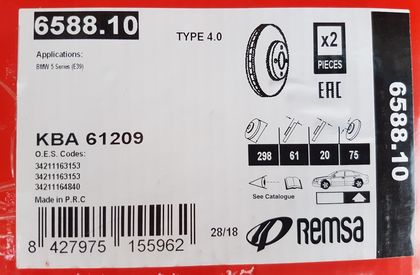 6588.10
TYPE 4.0
x2
PIECES
Applications:
BMW 5 Series (E39)
EAC
KBA 61209
O.E.S. Codes:
34211163153
34211163153
34211164840
Made in P.R.C
298 61 20 75
See Catalogue
8 427975 155962
28/18
Remsa
6588.10